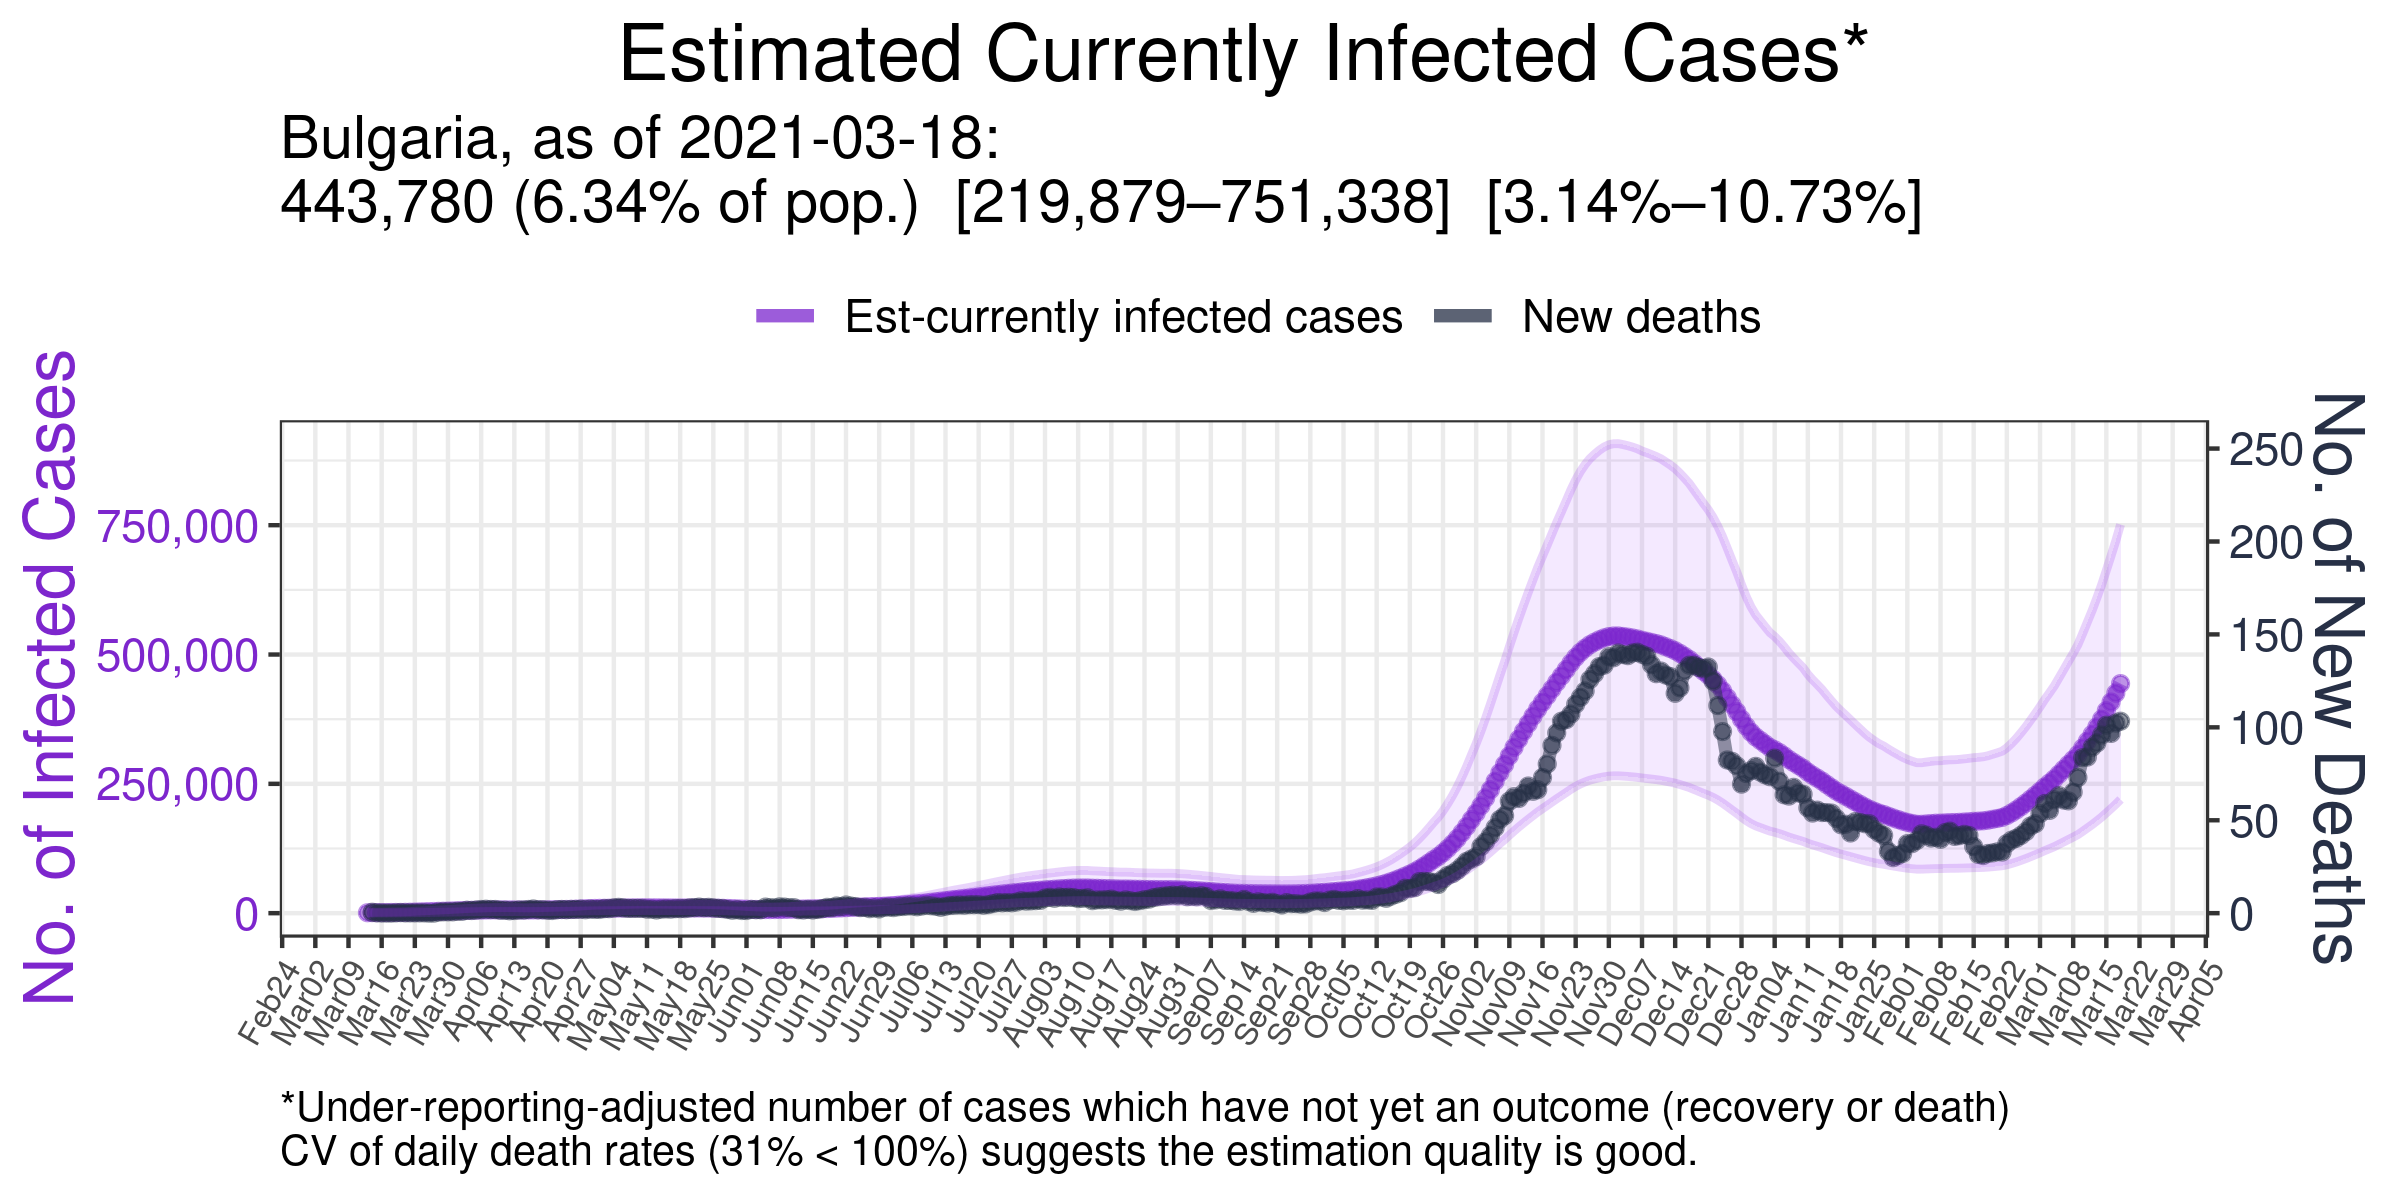 Estimated Currently Infected Cases*
Bulgaria, as of 2021-03-18:
443,780 (6.34% of pop.) [219,879–751,338] [3.14%–10.73%]
Est-currently infected cases
New deaths
No. of Infected Cases
750,000
500,000
250,000
0
250
200
150
100
50
0
No. of New Deaths
Feb24
Mar02
Mar09
Mar16
Mar23
Mar30
Apr06
Apr13
Apr20
Apr27
May04
May11
May18
May25
Jun01
Jun08
Jun15
Jun22
Jun29
Jul06
Jul13
Jul20
Jul27
Aug03
Aug10
Aug17
Aug24
Aug31
Sep07
Sep14
Sep21
Sep28
Oct05
Oct12
Oct19
Oct26
Nov02
Nov09
Nov16
Nov23
Nov30
Dec07
Dec14
Dec21
Dec28
Jan04
Jan11
Jan18
Jan25
Feb01
Feb08
Feb15
Feb22
Mar01
Mar08
Mar15
Mar22
Mar29
Apr05
*Under-reporting-adjusted number of cases which have not yet an outcome (recovery or death)
CV of daily death rates (31% < 100%) suggests the estimation quality is good.